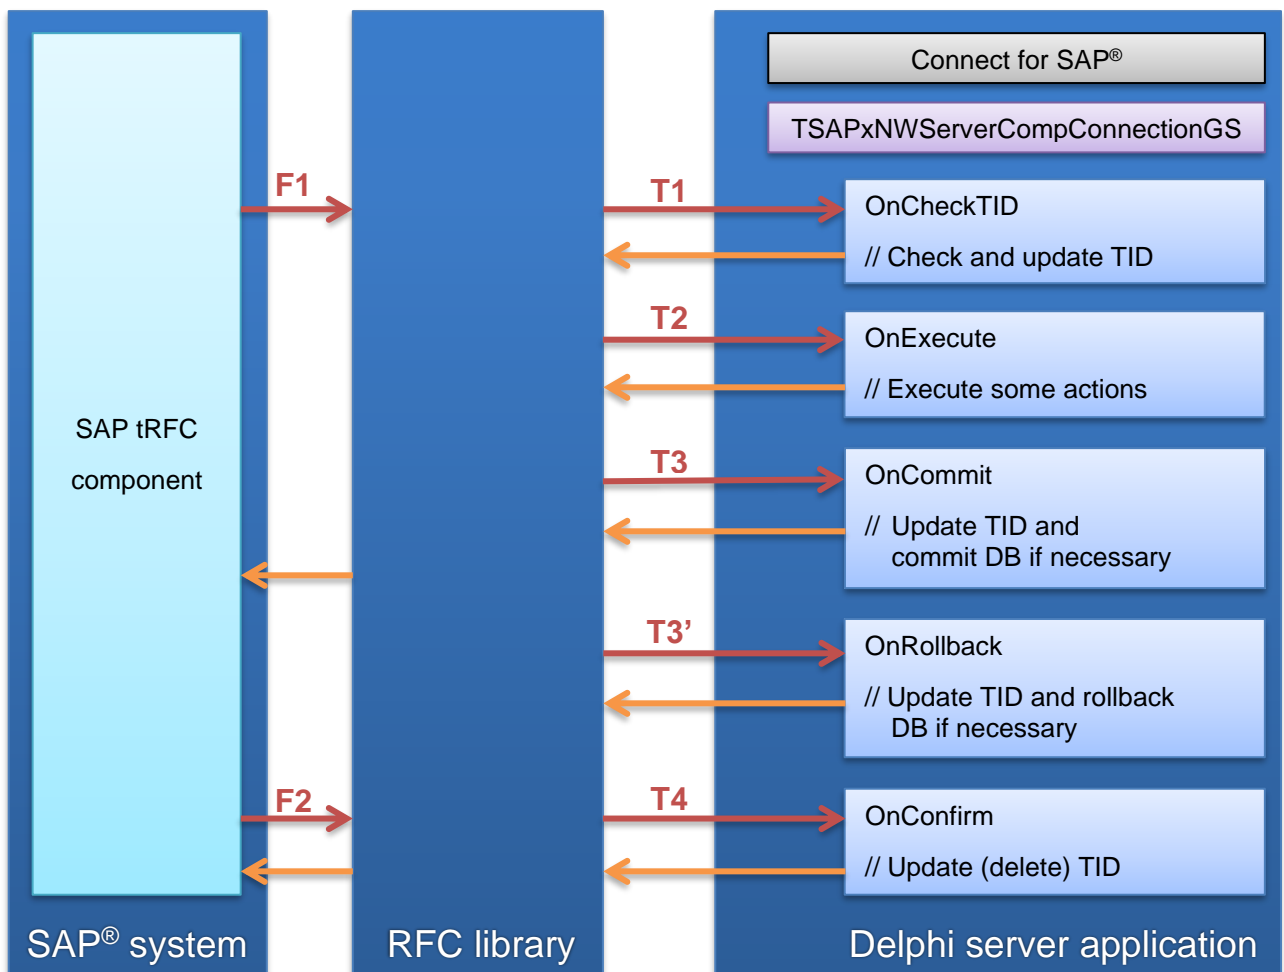 Connect for SAP®
TSAPxNWServerCompConnectionGS
F1
T1
OnCheckTID
// Check and update TID
T2
OnExecute
// Execute some actions
SAP tRFC
component
T3
OnCommit
// Update TID and
commit DB if necessary
T3’
OnRollback
// Update TID and rollback
DB if necessary
F2
T4
OnConfirm
// Update (delete) TID
SAP® system
RFC library
Delphi server application